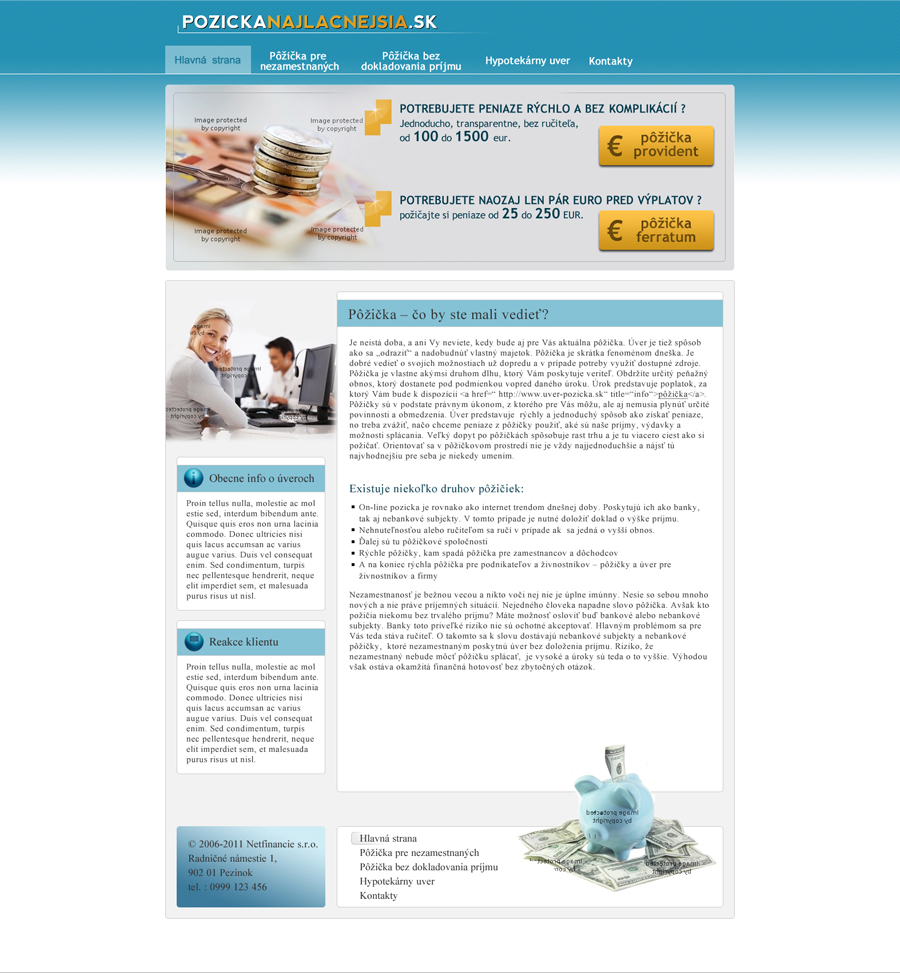 POZICKANAJLACNEJSIA.SK
Hlavná strana
Pôžička pre
nezamestnaných
Pôžička bez
dokladovania príjmu
Hypotekárny uver
Kontakty
Image protected
by copyright
Image protected
by copyright
Image protected
by copyright
Image protected
by copyright
POTREBUJETE PENIAZE RÝCHLO A BEZ KOMPLIKÁCIÍ ?
Jednoducho, transparentne, bez ručiteľa,
od 100 do 1500 eur.
€ pôžička
provident
POTREBUJETE NAOZAJ LEN PÁR EURO PRED VÝPLATOV ?
požičajte si peniaze od 25 do 250 EUR.
€ pôžička
ferratum
Pôžička – čo by ste mali vedieť?
Je neistá doba, a ani Vy neviete, kedy bude aj pre Vás aktuálna pôžička. Úver je tiež spôsob
ako sa „odraziť“ a nadobudnúť vlastný majetok. Pôžička je skrátka fenoménom dneška. Je
dobré vedieť o svojich možnostiach už dopredu a v prípade potreby využiť dostupné zdroje.
Pôžička je vlastne akýmsi druhom dlhu, ktorý Vám poskytuje veriteľ. Obdržíte určitý peňažný
obnos, ktorý dostanete pod podmienkou vopred daného úroku. Úrok predstavuje poplatok, za
ktorý Vám bude k dispozícii <a href=“ http://www.uver-pozicka.sk“ title=“info“>pôžička</a>.
Pôžičky sú v podstate právnym úkonom, z ktorého pre Vás môžu, ale aj nemusia plynúť určité
povinnosti a obmedzenia. Úver predstavuje rýchly a jednoduchý spôsob ako získať peniaze,
no treba zvážiť, načo chceme peniaze z pôžičky použiť, aké sú naše príjmy, výdavky a
možnosti splácania. Veľký dopyt po pôžičkách spôsobuje rast trhu a je tu viacero ciest ako si
požičať. Orientovať sa v pôžičkovom prostredí nie je vždy najjednoduchšie a nájsť tú
najvhodnejšiu pre seba je niekedy umením.
Existuje niekoľko druhov pôžičiek:
On-line pozicka je rovnako ako internet trendom dnešnej doby. Poskytujú ich ako banky,
tak aj nebankové subjekty. V tomto prípade je nutné doložiť doklad o výške príjmu.
Nehnuteľnosťou alebo ručiteľom sa ručí v prípade ak sa jedná o vyšší obnos.
Ďalej sú tu pôžičkové spoločnosti
Rýchle pôžičky, kam spadá pôžička pre zamestnancov a dôchodcov
A na koniec rýchla pôžička pre podnikateľov a živnostníkov – pôžičky a úver pre
živnostníkov a firmy
Nezamestnanosť je bežnou vecou a nikto voči nej nie je úplne imúnny. Nesie so sebou mnoho
nových a nie práve príjemných situácií. Nejedného človeka napadne slovo pôžička. Avšak kto
požičia niekomu bez trvalého príjmu? Máte možnosť osloviť buď bankové alebo nebankové
subjekty. Banky toto priveľké riziko nie sú ochotné akceptovať. Hlavným problémom sa pre
Vás teda stáva ručiteľ. O takomto sa k slovu dostávajú nebankové subjekty a nebankové
pôžičky, ktoré nezamestnaným poskytnú úver bez doloženia príjmu. Riziko, že
nezamestnaný nebude môcť pôžičku splácať, je vysoké a úroky sú teda o to vyššie. Výhodou
však ostáva okamžitá finančná hotovosť bez zbytočných otázok.
Obecne info o úveroch
Proin tellus nulla, molestie ac mol
estie sed, interdum bibendum ante.
Quisque quis eros non urna lacinia
commodo. Donec ultricies nisi
quis lacus accumsan ac varius
augue varius. Duis vel consequat
enim. Sed condimentum, turpis
nec pellentesque hendrerit, neque
elit imperdiet sem, et malesuada
purus risus ut nisl.
Reakce klientu
Proin tellus nulla, molestie ac mol
estie sed, interdum bibendum ante.
Quisque quis eros non urna lacinia
commodo. Donec ultricies nisi
quis lacus accumsan ac varius
augue varius. Duis vel consequat
enim. Sed condimentum, turpis
nec pellentesque hendrerit, neque
elit imperdiet sem, et malesuada
purus risus ut nisl.
Image protected
by copyright
© 2006-2011 Netfinancie s.r.o.
Radničné námestie 1,
902 01 Pezinok
tel. : 0999 123 456
Hlavná strana
Pôžička pre nezamestnaných
Pôžička bez dokladovania príjmu
Hypotekárny uver
Kontakty